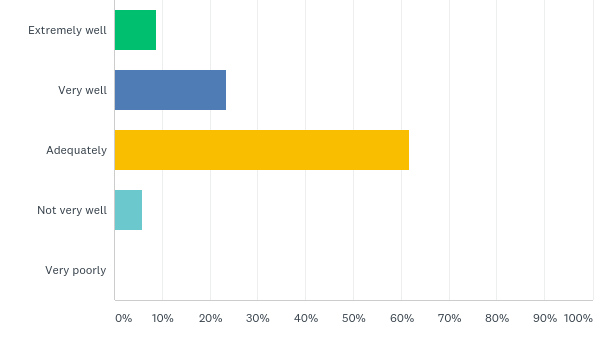 Extremely well
Very well
Adequately
Not very well
Very poorly
0% 10% 20% 30% 40% 50% 60% 70% 80% 90% 100%